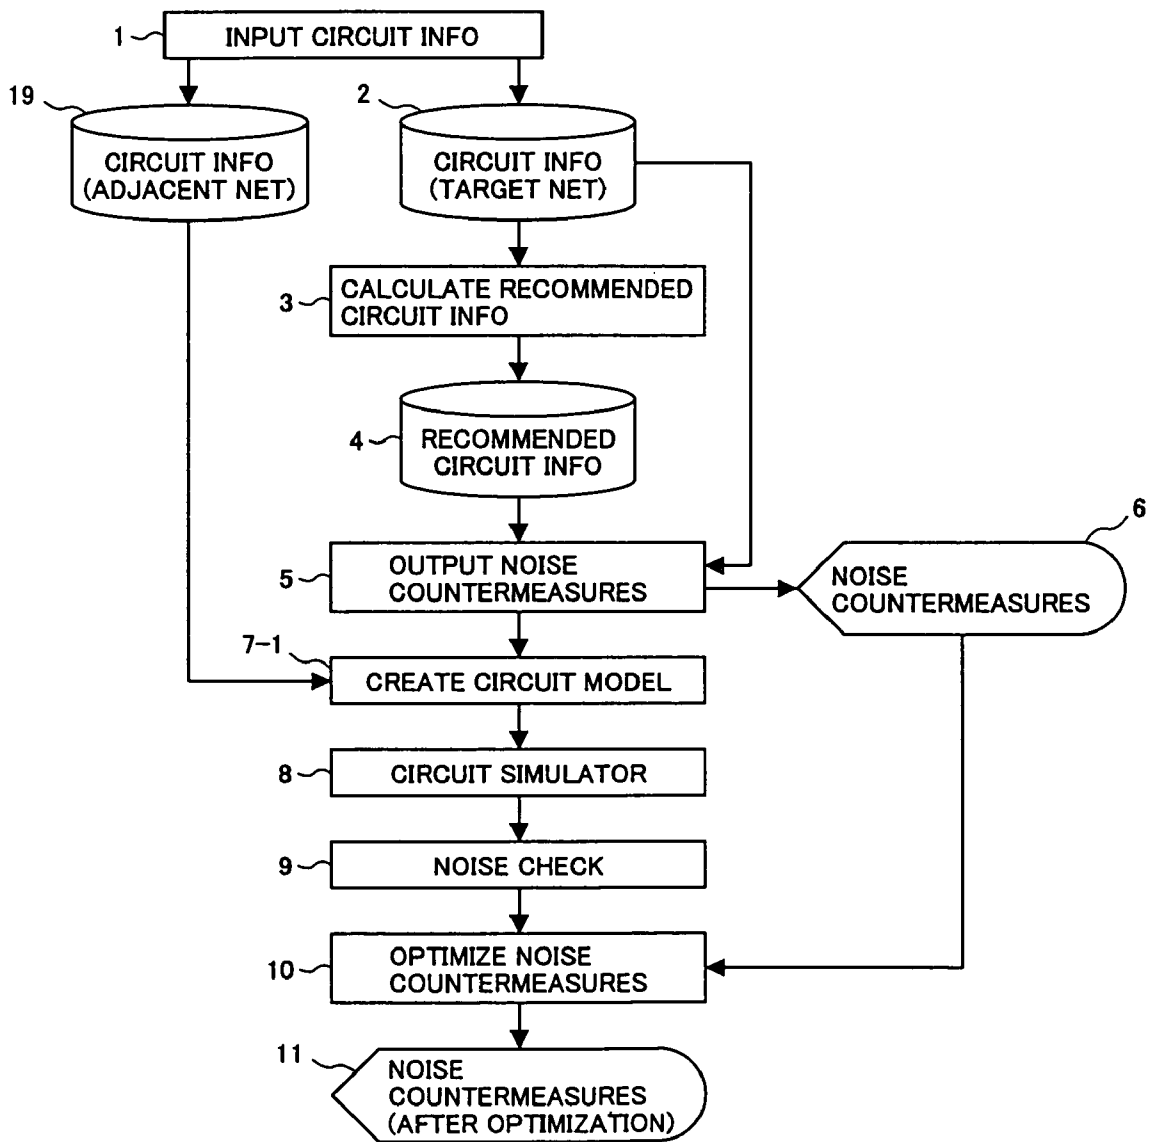 1
INPUT CIRCUIT INFO
19
2
CIRCUIT INFO
(ADJACENT NET)
CIRCUIT INFO
(TARGET NET)
3
CALCULATE RECOMMENDED
CIRCUIT INFO
4
RECOMMENDED
CIRCUIT INFO
5
OUTPUT NOISE
COUNTERMEASURES
6
NOISE
COUNTERMEASURES
7-1
CREATE CIRCUIT MODEL
8
CIRCUIT SIMULATOR
9
NOISE CHECK
10
OPTIMIZE NOISE
COUNTERMEASURES
11
NOISE
COUNTERMEASURES
(AFTER OPTIMIZATION)